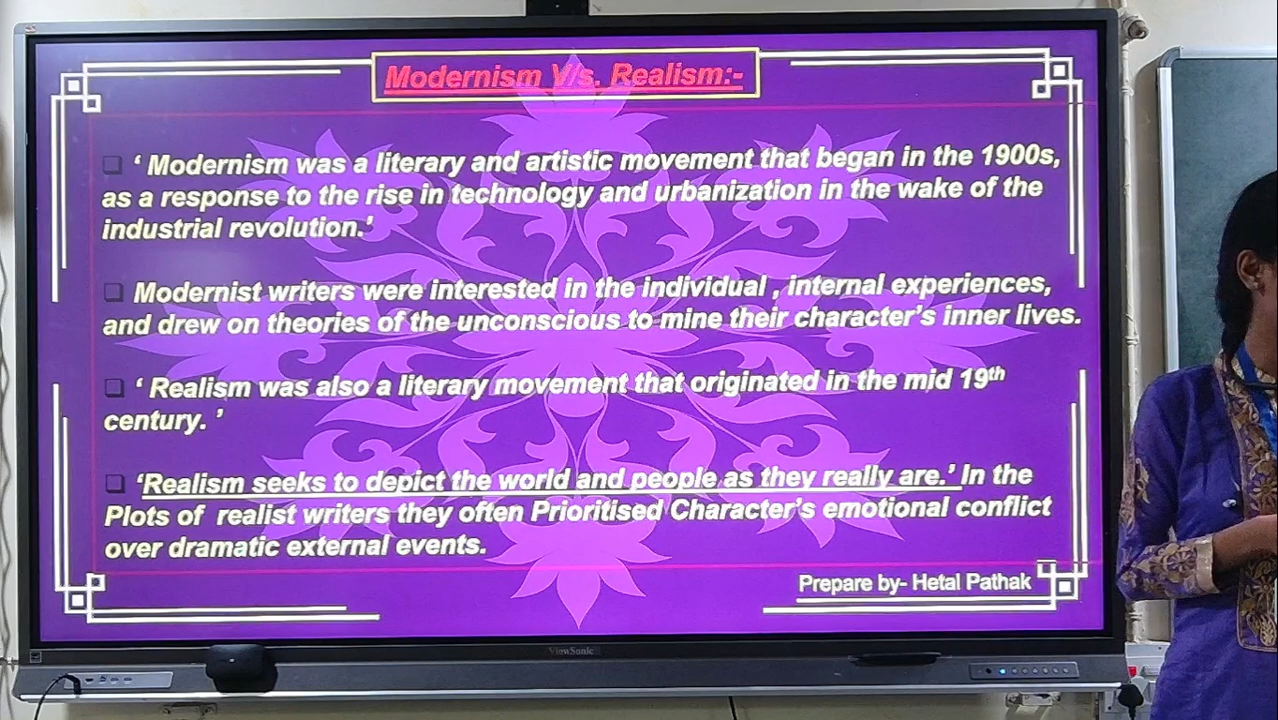 Modernism V/s. Realism:-
‘ Modernism was a literary and artistic movement that began in the 1900s,
as a response to the rise in technology and urbanization in the wake of the
industrial revolution.’
Modernist writers were interested in the individual , internal experiences,
and drew on theories of the unconscious to mine their character’s inner lives.
‘ Realism was also a literary movement that originated in the mid 19th
century. ’
‘Realism seeks to depict the world and people as they really are.’ In the
Plots of realist writers they often Prioritised Character’s emotional conflict
over dramatic external events.
Prepare by- Hetal Pathak
ViewSonic